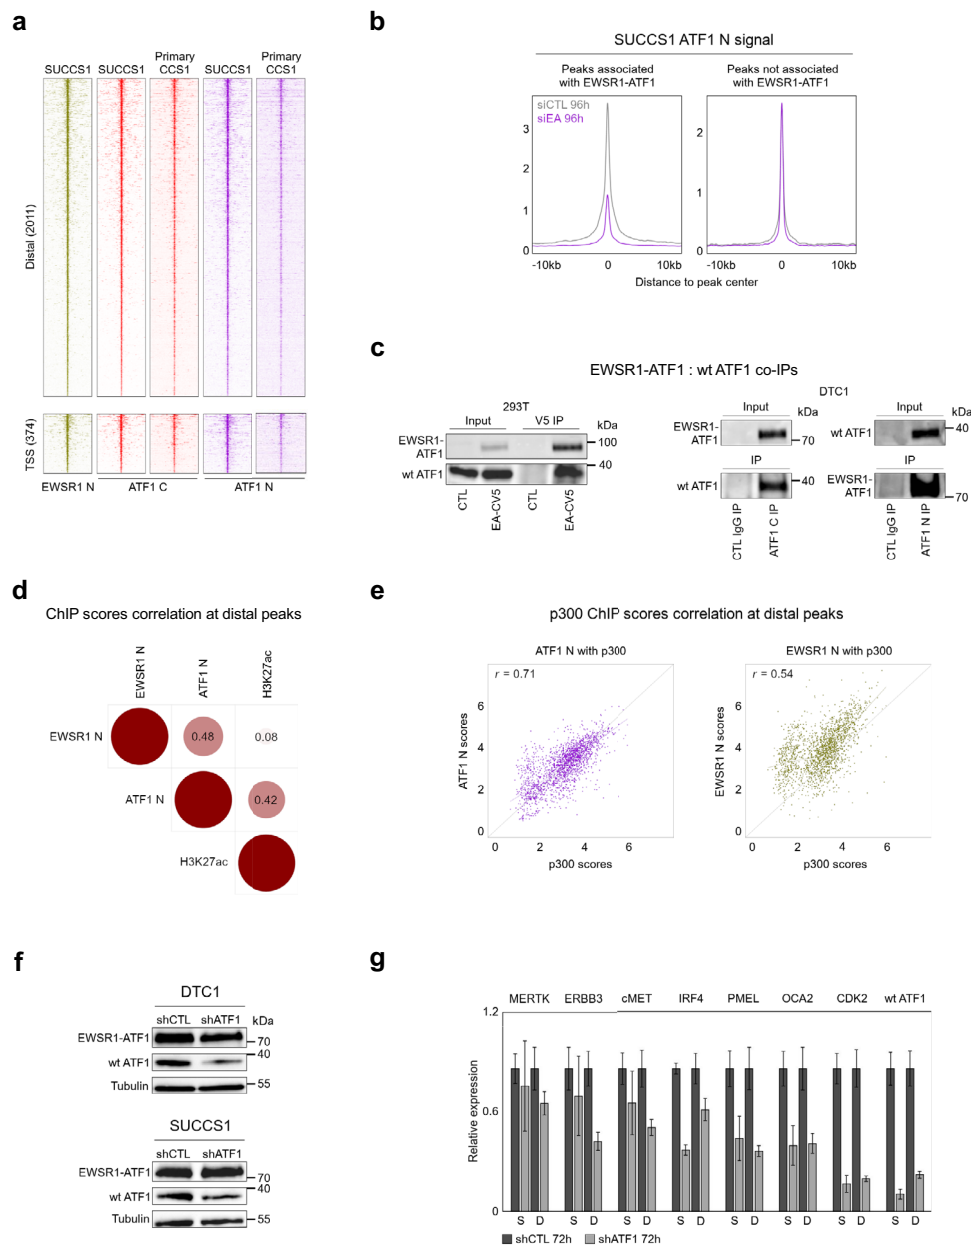 a
SUCCS1 SUCCS1 Primary CCS1 SUCCS1 Primary CCS1
Distal (2011)
TSS (374)
EWSR1 N ATF1 C ATF1 N
b
SUCCS1 ATF1 N signal
Peaks associated with EWSR1-ATF1
Peaks not associated with EWSR1-ATF1
siCTL 96h
siEA 96h
3
2
1
0
2
1
0
-10kb 0 10kb -10kb 0 10kb
Distance to peak center
c
EWSR1-ATF1 : wt ATF1 co-IPs
293T
Input V5 IP kDa
EWSR1-ATF1 100
wt ATF1 40
CTL EA-CV5 CTL EA-CV5
DTC1
Input kDa
EWSR1-ATF1 70
IP
wt ATF1 40
CTL IgG IP ATF1 C IP
Input kDa
wt ATF1 40
IP
EWSR1-ATF1 70
CTL IgG IP ATF1 N IP
d
ChIP scores correlation at distal peaks
EWSR1 N ATF1 N H3K27ac
EWSR1 N 0.48 0.08
ATF1 N 0.42
H3K27ac
e
p300 ChIP scores correlation at distal peaks
ATF1 N with p300
r = 0.71
ATF1 N scores
6
4
2
0
0 2 4 6
p300 scores
EWSR1 N with p300
r = 0.54
EWSR1 N scores
6
4
2
0
0 2 4 6
p300 scores
f
DTC1
shCTL shATF1 kDa
EWSR1-ATF1 70
wt ATF1 40
Tubulin 55
SUCCS1
shCTL shATF1
EWSR1-ATF1 70
wt ATF1 40
Tubulin 55
g
MERTK ERBB3 cMET IRF4 PMEL OCA2 CDK2 wt ATF1
1.2
0.6
0
Relative expression
S D S D S D S D S D S D S D S D
shCTL 72h shATF1 72h